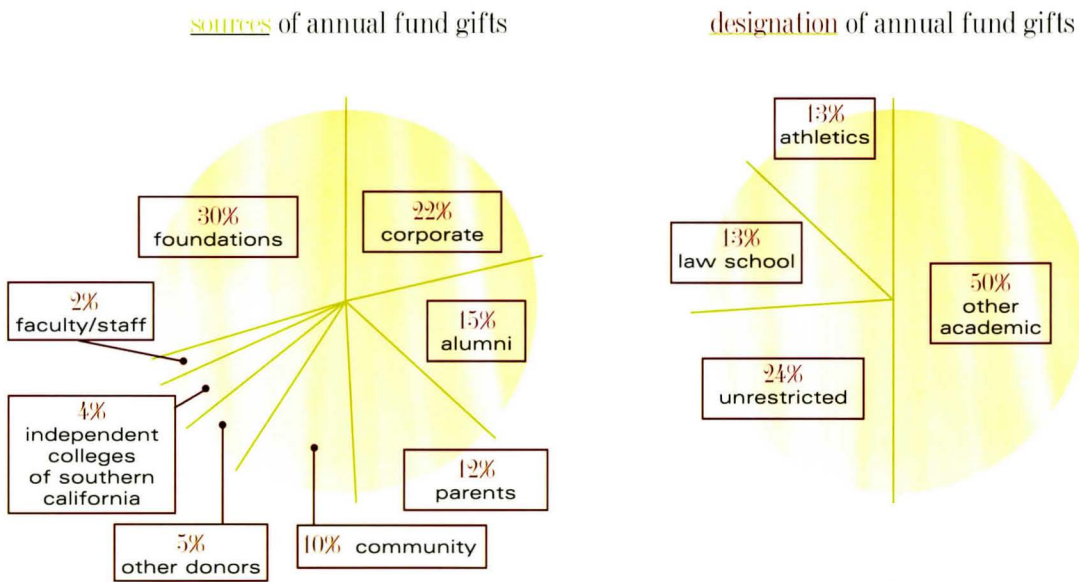 sources of annual fund gifts
30%
foundations
22%
corporate
2%
faculty/staff
15%
alumni
4%
independent
colleges
of southern
california
12%
parents
5%
other donors
10% community
designation of annual fund gifts
13%
athletics
13%
law school
50%
other
academic
24%
unrestricted